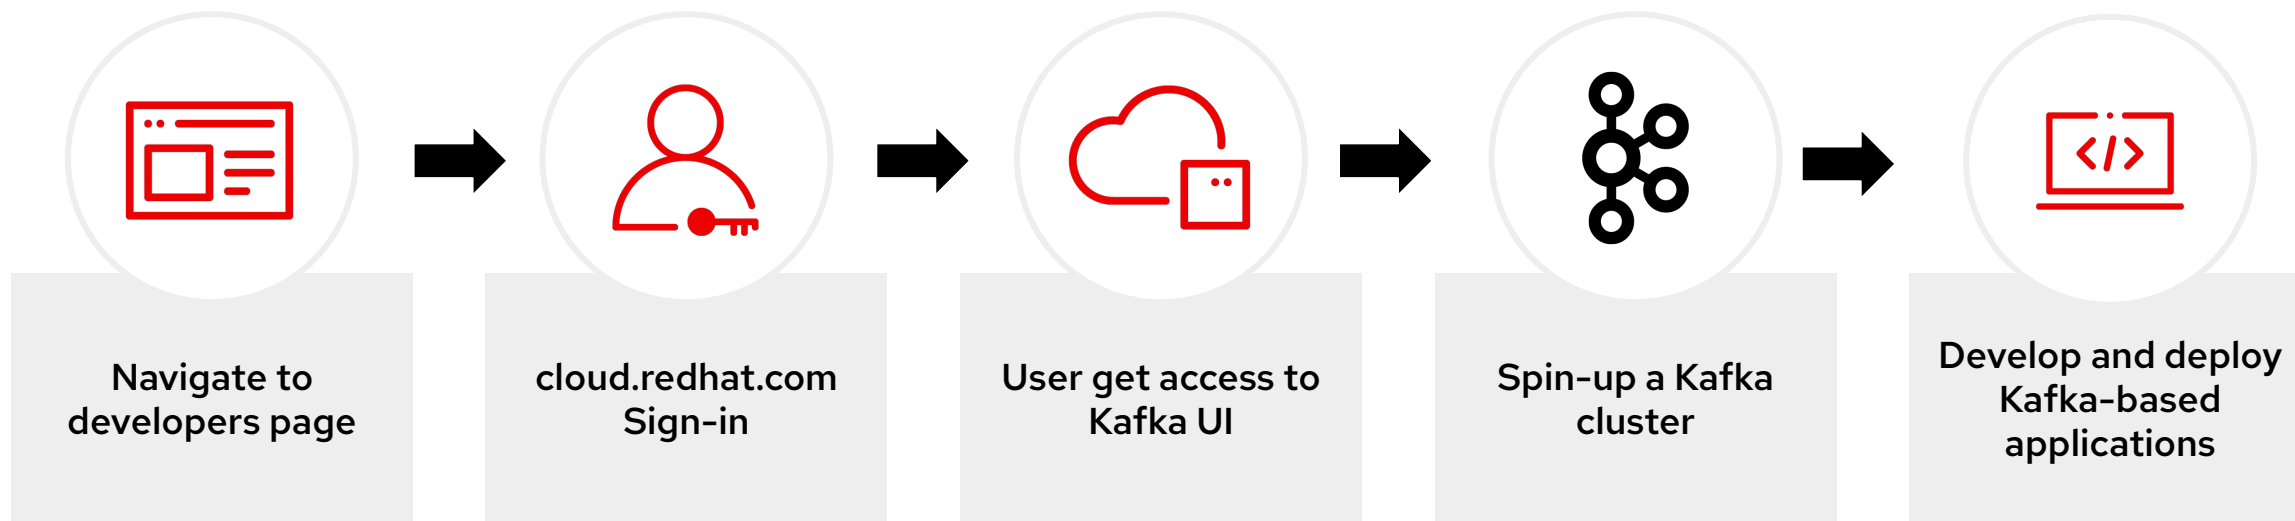 Navigate to
developers page
cloud.redhat.com
Sign-in
User get access to
Kafka UI
Spin-up a Kafka
cluster
Develop and deploy
Kafka-based
applications